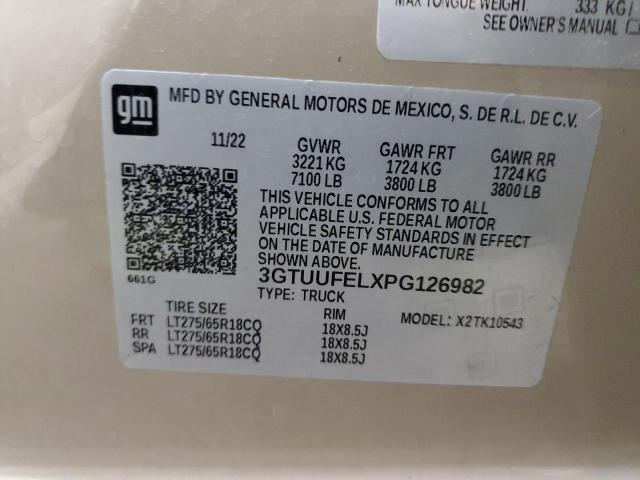 MAX TONGUE WEIGHT. 333 KG/
SEE OWNER'S MANUAL
gm
MFD BY GENERAL MOTORS DE MEXICO, S. DE R.L. DE C.V.
11/22 GVWR GAWR FRT GAWR RR
3221 KG 1724 KG 1724 KG
7100 LB 3800 LB 3800 LB
THIS VEHICLE CONFORMS TO ALL
APPLICABLE U.S. FEDERAL MOTOR
VEHICLE SAFETY STANDARDS IN EFFECT
ON THE DATE OF MANUFACTURE
SHOWN ABOVE.
661G
3GTUUFELXPG126982
TYPE: TRUCK
TIRE SIZE RIM MODEL: X2TK10543
FRT LT275/65R18CQ 18X8.5J
RR LT275/65R18CQ 18X8.5J
SPA LT275/65R18CQ 18X8.5J